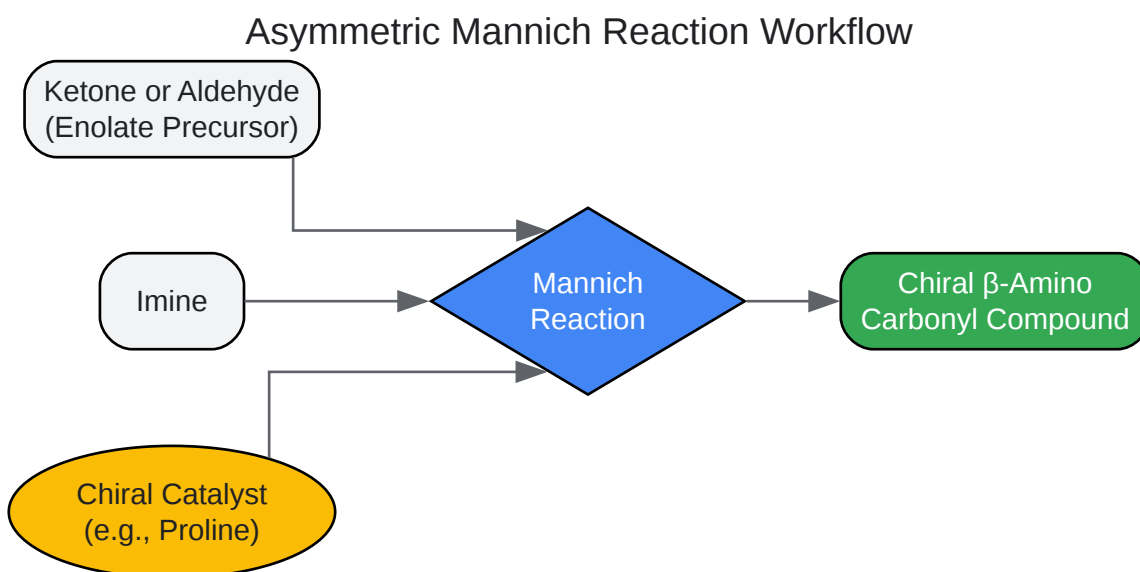 Asymmetric Mannich Reaction Workflow
Ketone or Aldehyde
(Enolate Precursor)
Imine
Mannich
Reaction
Chiral β-Amino
Carbonyl Compound
Chiral Catalyst
(e.g., Proline)